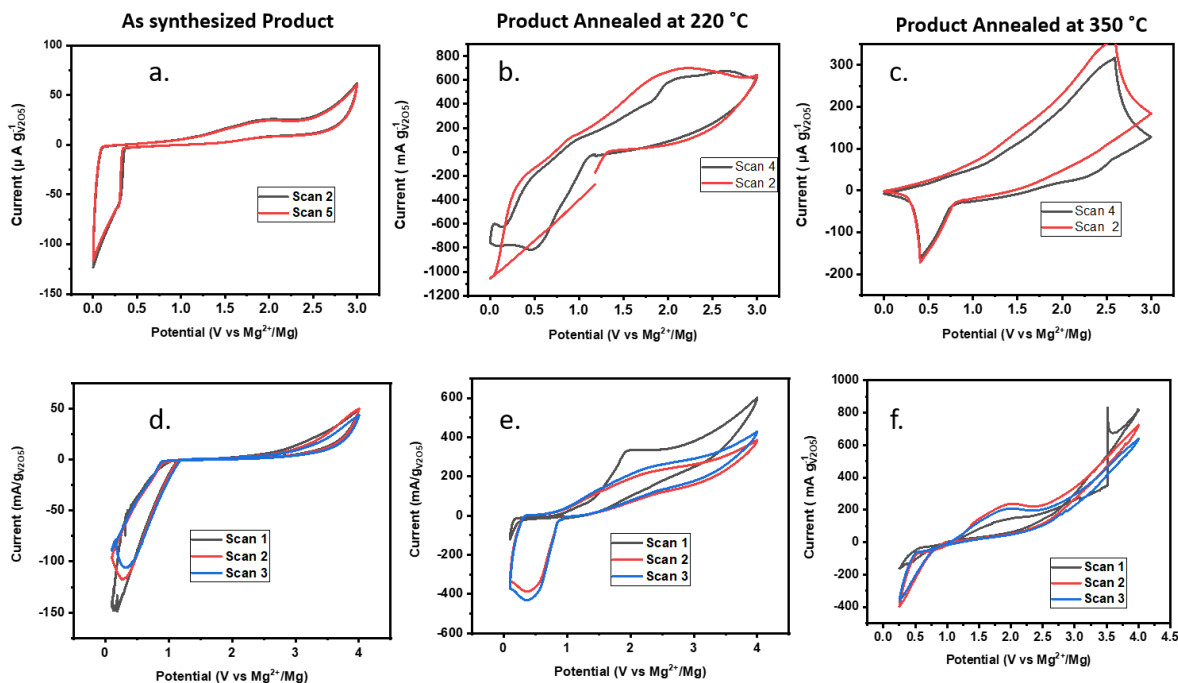 As synthesized Product
Product Annealed at 220 ˚C
Product Annealed at 350 ˚C
a.
100
50
0
-50
-100
-150
Current (μ A g⁻¹V2O5)
Scan 2
Scan 5
0.0 0.5 1.0 1.5 2.0 2.5 3.0
Potential (V vs Mg²⁺/Mg)
b.
800
600
400
200
0
-200
-400
-600
-800
-1000
-1200
Current ( mA g⁻¹V2O5)
Scan 4
Scan 2
0.0 0.5 1.0 1.5 2.0 2.5 3.0
Potential (V vs Mg²⁺/Mg)
c.
300
200
100
0
-100
-200
Current ( μA g⁻¹V2O5)
Scan 4
Scan 2
0.0 0.5 1.0 1.5 2.0 2.5 3.0
Potential (V vs Mg²⁺/Mg)
d.
50
0
-50
-100
-150
Current (mA/gV2O5)
Scan 1
Scan 2
Scan 3
0 1 2 3 4
Potential (V vs Mg²⁺/Mg)
e.
600
400
200
0
200
400
600
Current (mA/gV2O5)
Scan 1
Scan 2
Scan 3
0 1 2 3 4
Potential (V vs Mg²⁺/Mg)
f.
1000
800
600
400
200
0
-200
-400
Current ( mA g⁻¹V2O5)
Scan 1
Scan 2
Scan 3
0.0 0.5 1.0 1.5 2.0 2.5 3.0 3.5 4.0 4.5
Potential (V vs Mg²⁺/Mg)